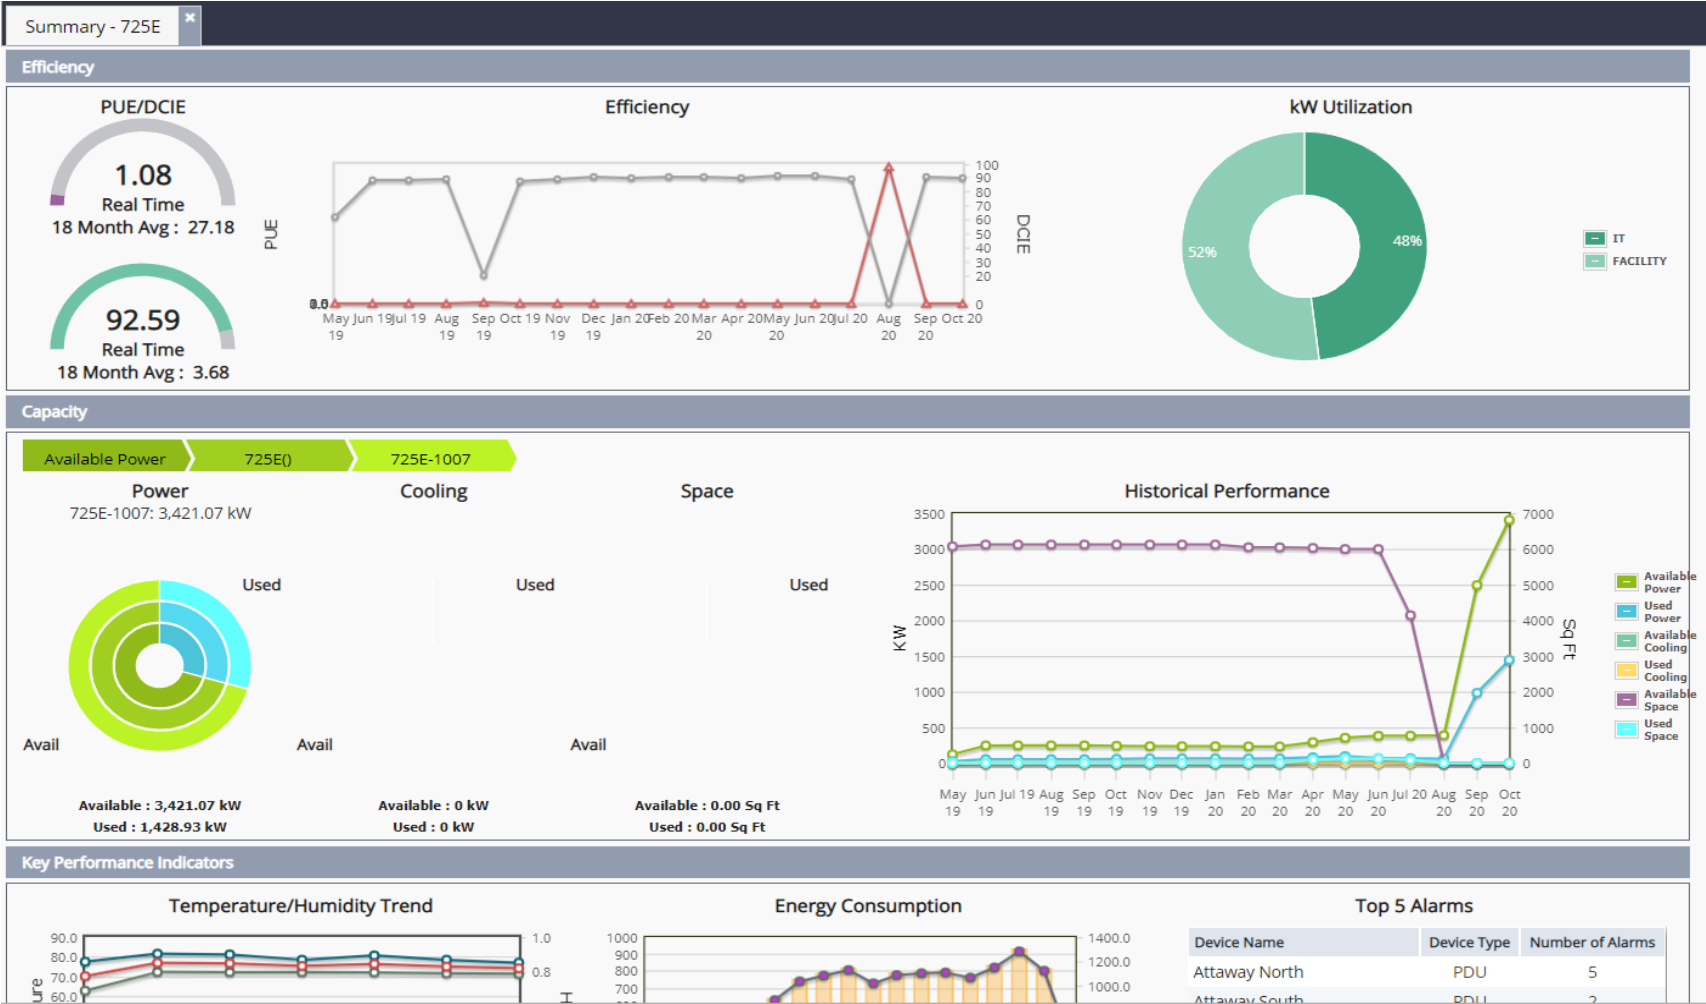 Summary - 725E
Efficiency
PUE/DCIE
1.08
Real Time
18 Month Avg : 27.18
92.59
Real Time
18 Month Avg : 3.68
Efficiency
PUE
100
90
80
70
60
50
40
30
20
0
DCIE
May 19
Jun 19
Jul 19
Aug 19
Sep 19
Oct 19
Nov 19
Dec 19
Jan 20
Feb 20
Mar 20
Apr 20
May 20
Jun 20
Jul 20
Aug 20
Sep 20
Oct 20
kW Utilization
52%
48%
IT
FACILITY
Capacity
Available Power
725E()
725E-1007
Power
725E-1007: 3,421.07 kW
Used
Avail
Available : 3,421.07 kW
Used : 1,428.93 kW
Cooling
Used
Avail
Available : 0 kW
Used : 0 kW
Space
Used
Avail
Available : 0.00 Sq Ft
Used : 0.00 Sq Ft
Historical Performance
KW
3500
3000
2500
2000
1500
1000
500
0
7000
6000
5000
4000
3000
2000
1000
0
Sq Ft
May 19
Jun 19
Jul 19
Aug 19
Sep 19
Oct 19
Nov 19
Dec 19
Jan 20
Feb 20
Mar 20
Apr 20
May 20
Jun 20
Jul 20
Aug 20
Sep 20
Oct 20
Available Power
Used Power
Available Cooling
Used Cooling
Available Space
Used Space
Key Performance Indicators
Temperature/Humidity Trend
90.0
80.0
70.0
60.0
1.0
0.8
Energy Consumption
1000
900
800
700
1400.0
1200.0
1000.0
Top 5 Alarms
Device Name Device Type Number of Alarms
Attaway North PDU 5
Attaway South PDU 2